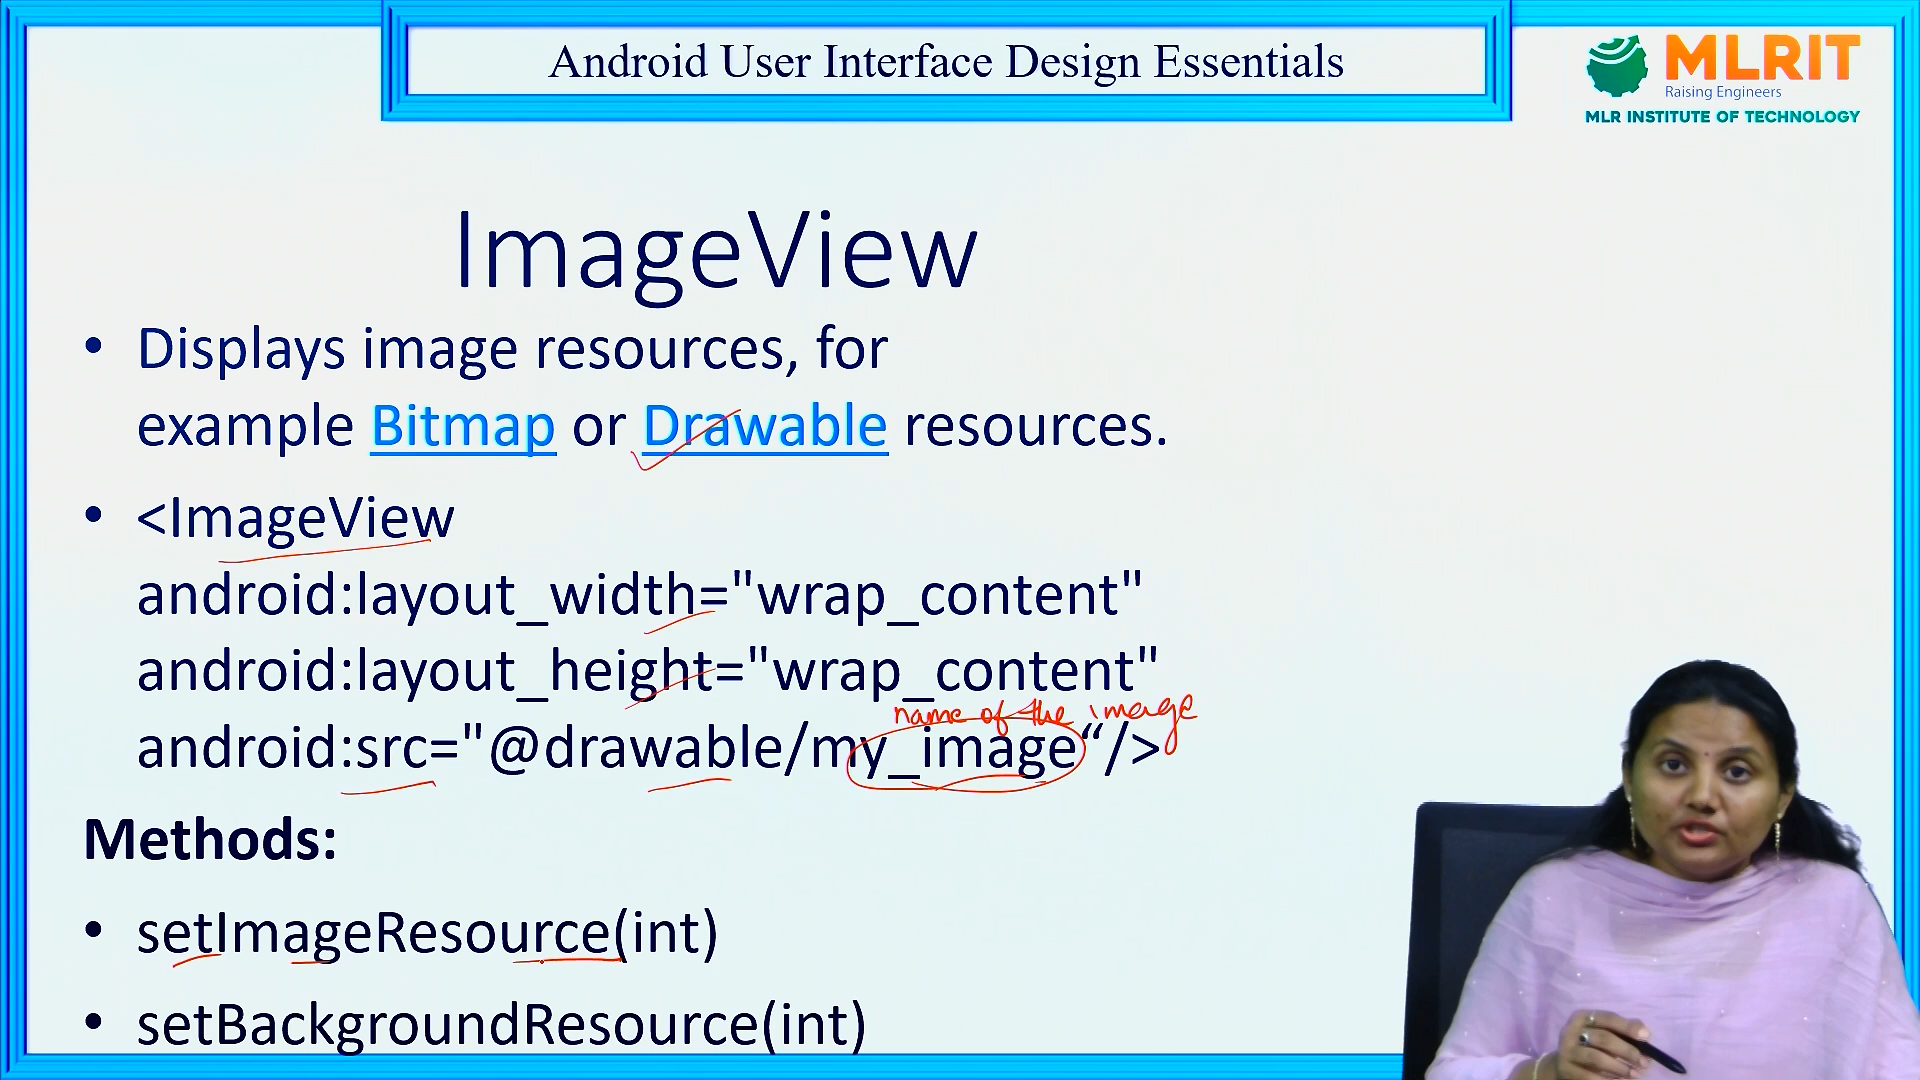 Android User Interface Design Essentials
MLRIT
Raising Engineers
MLR INSTITUTE OF TECHNOLOGY
ImageView
• Displays image resources, for
example Bitmap or Drawable resources.
• <ImageView
android:layout_width="wrap_content"
android:layout_height="wrap_content"
name of the image
android:src="@drawable/my_image“/>
Methods:
• setImageResource(int)
• setBackgroundResource(int)